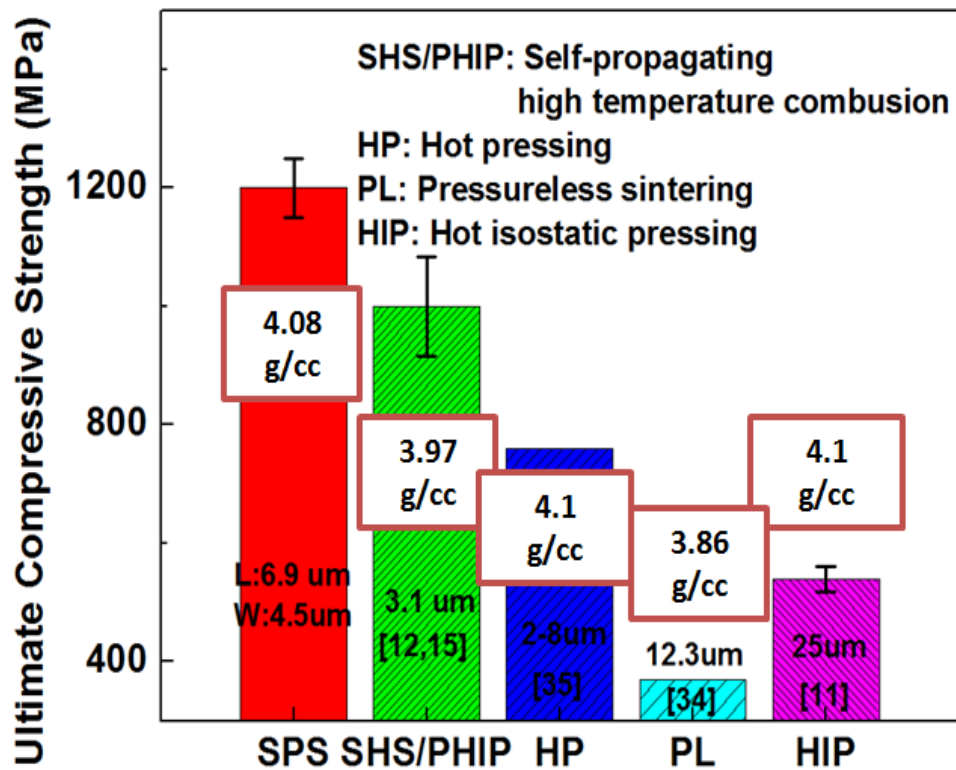 Ultimate Compressive Strength (MPa)
1200
800
400
SHS/PHIP: Self-propagating
high temperature combusion
HP: Hot pressing
PL: Pressureless sintering
HIP: Hot isostatic pressing
4.08
g/cc
3.97
g/cc
4.1
g/cc
3.86
g/cc
4.1
g/cc
L:6.9 um
W:4.5um
3.1 um
[12,15]
2-8um
[35]
12.3um
[34]
25um
[11]
SPS SHS/PHIP HP PL HIP